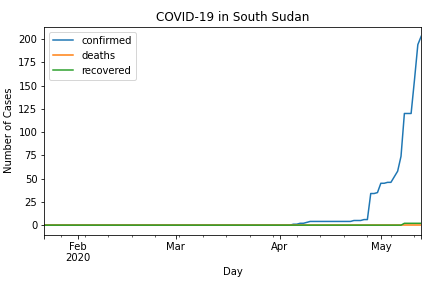 COVID-19 in South Sudan
confirmed
deaths
recovered
Number of Cases
200
175
150
125
100
75
50
25
0
Feb
2020
Mar
Apr
May
Day